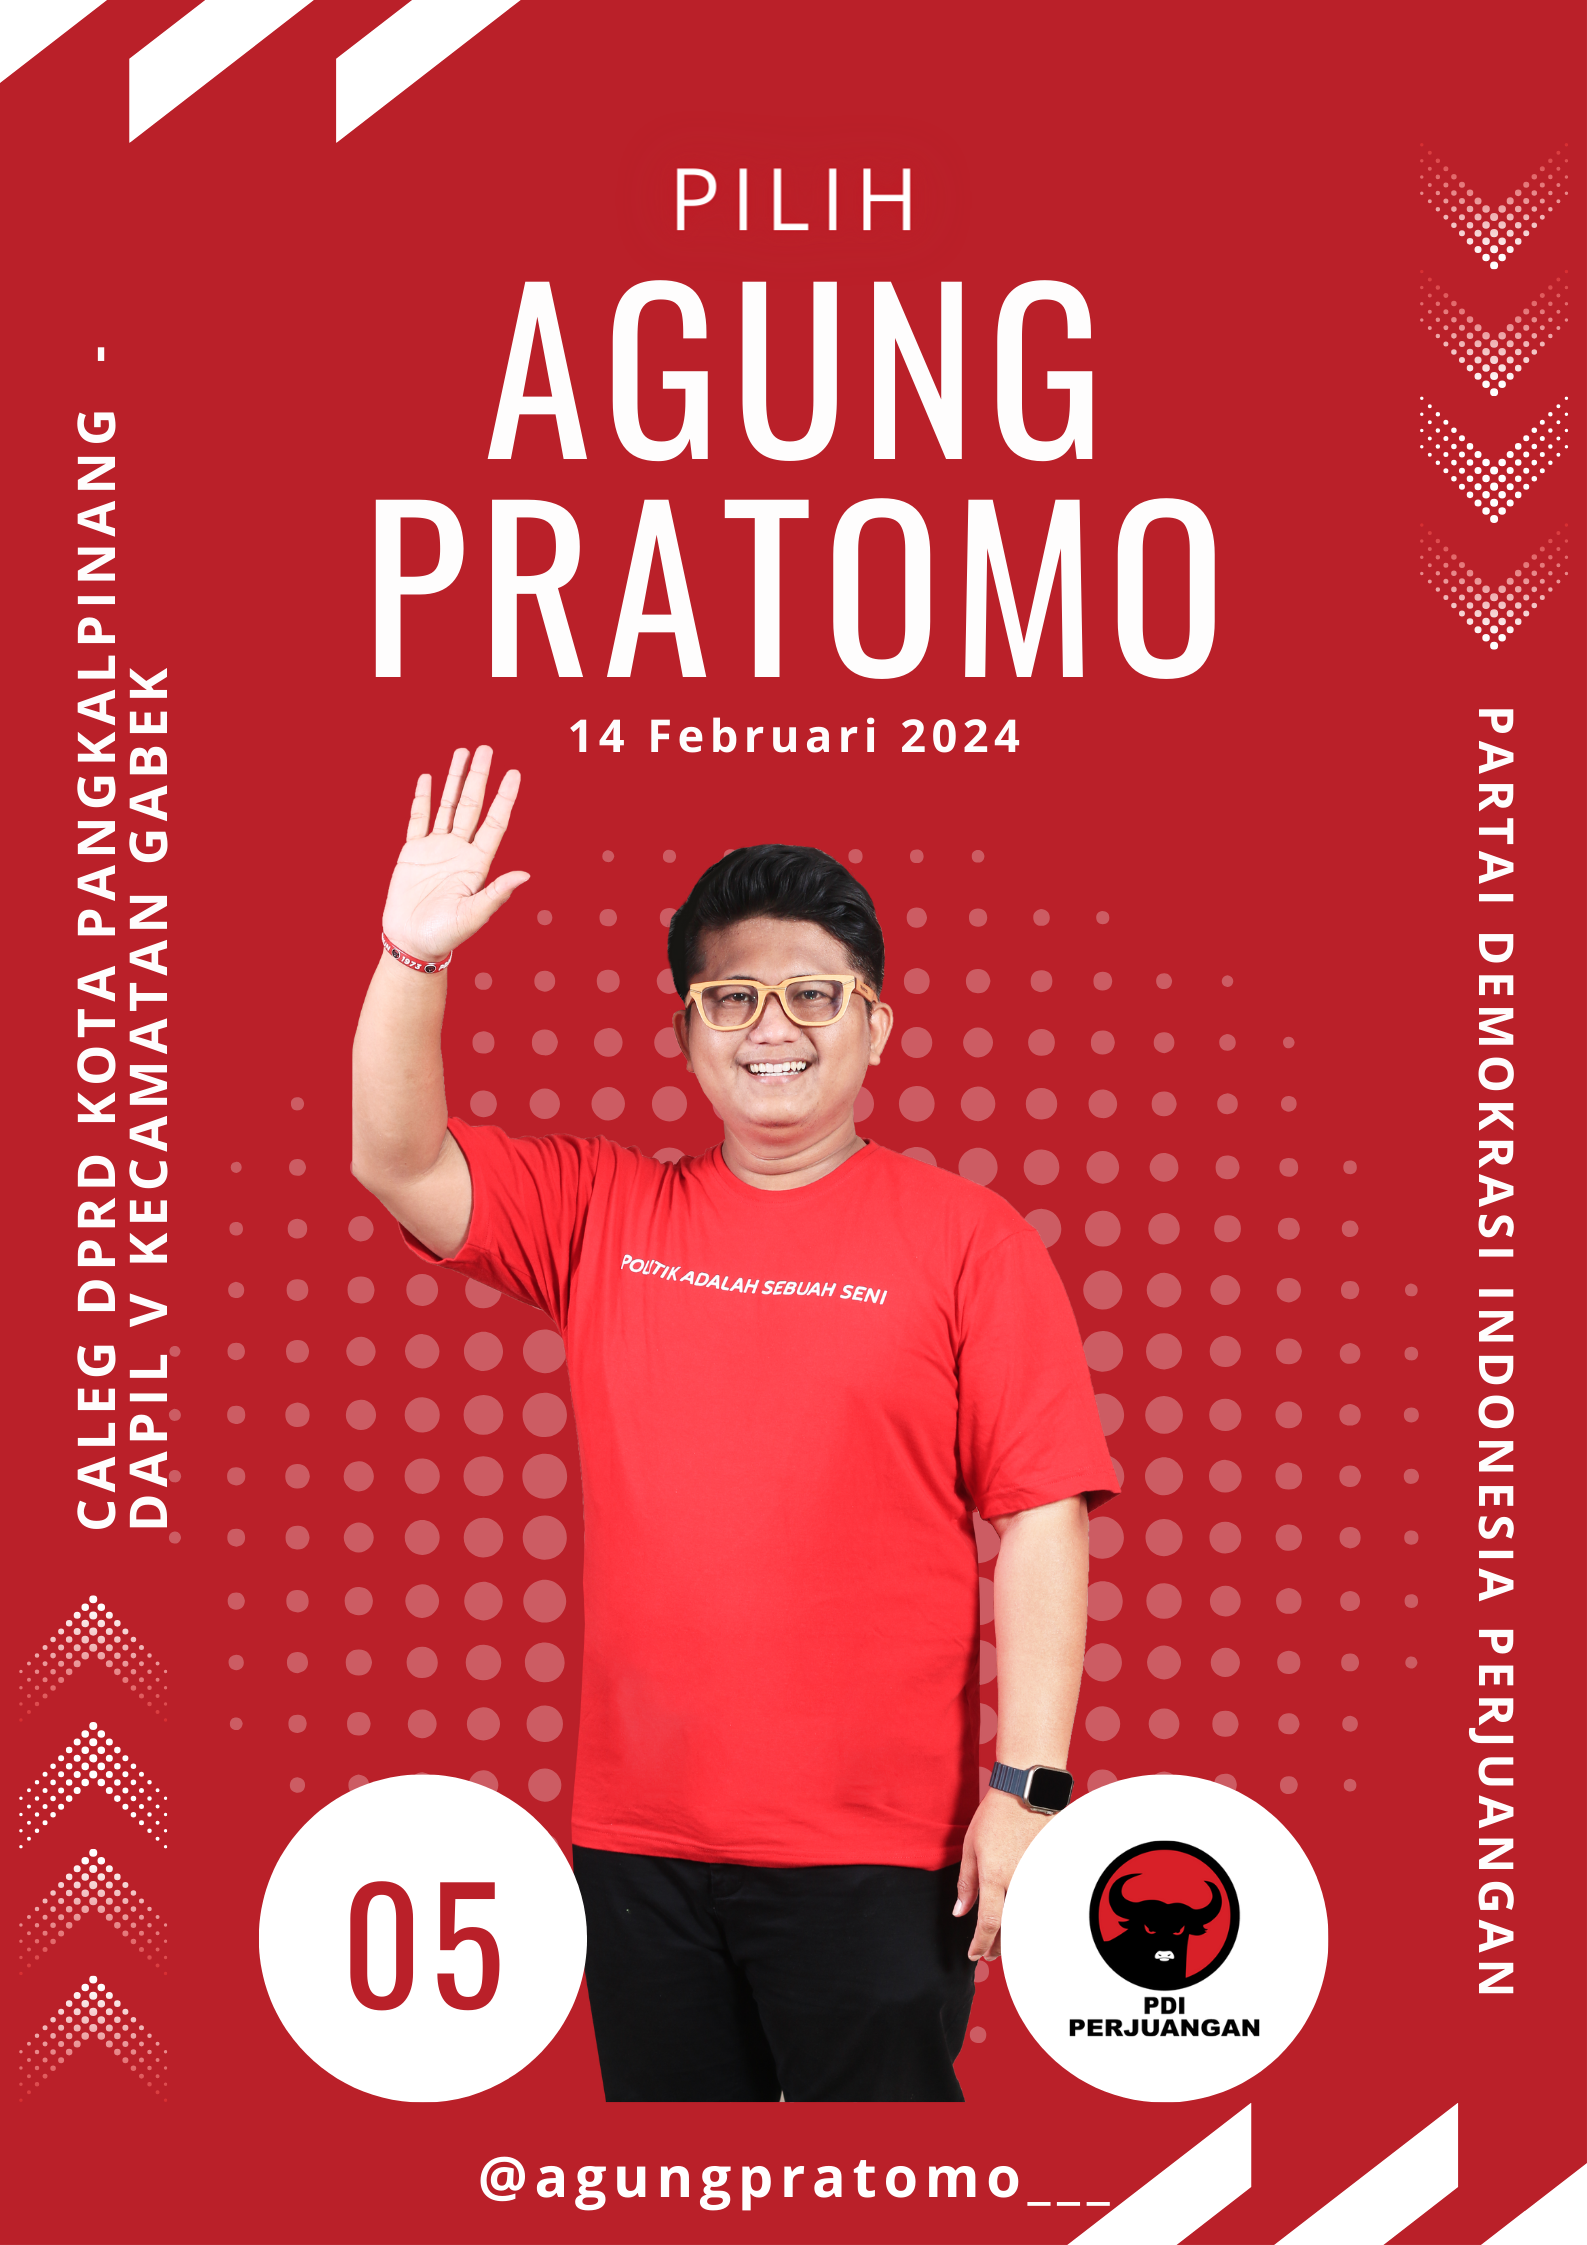 PILIH
AGUNG
PRATOMO
14 Februari 2024
CALEG DPRD KOTA PANGKALPINANG -
DAPIL V KECAMATAN GABEK
PARTAI DEMOKRASI INDONESIA PERJUANGAN
1973
POLITIK ADALAH SEBUAH SENI
05
PDI
PERJUANGAN
@agungpratomo___